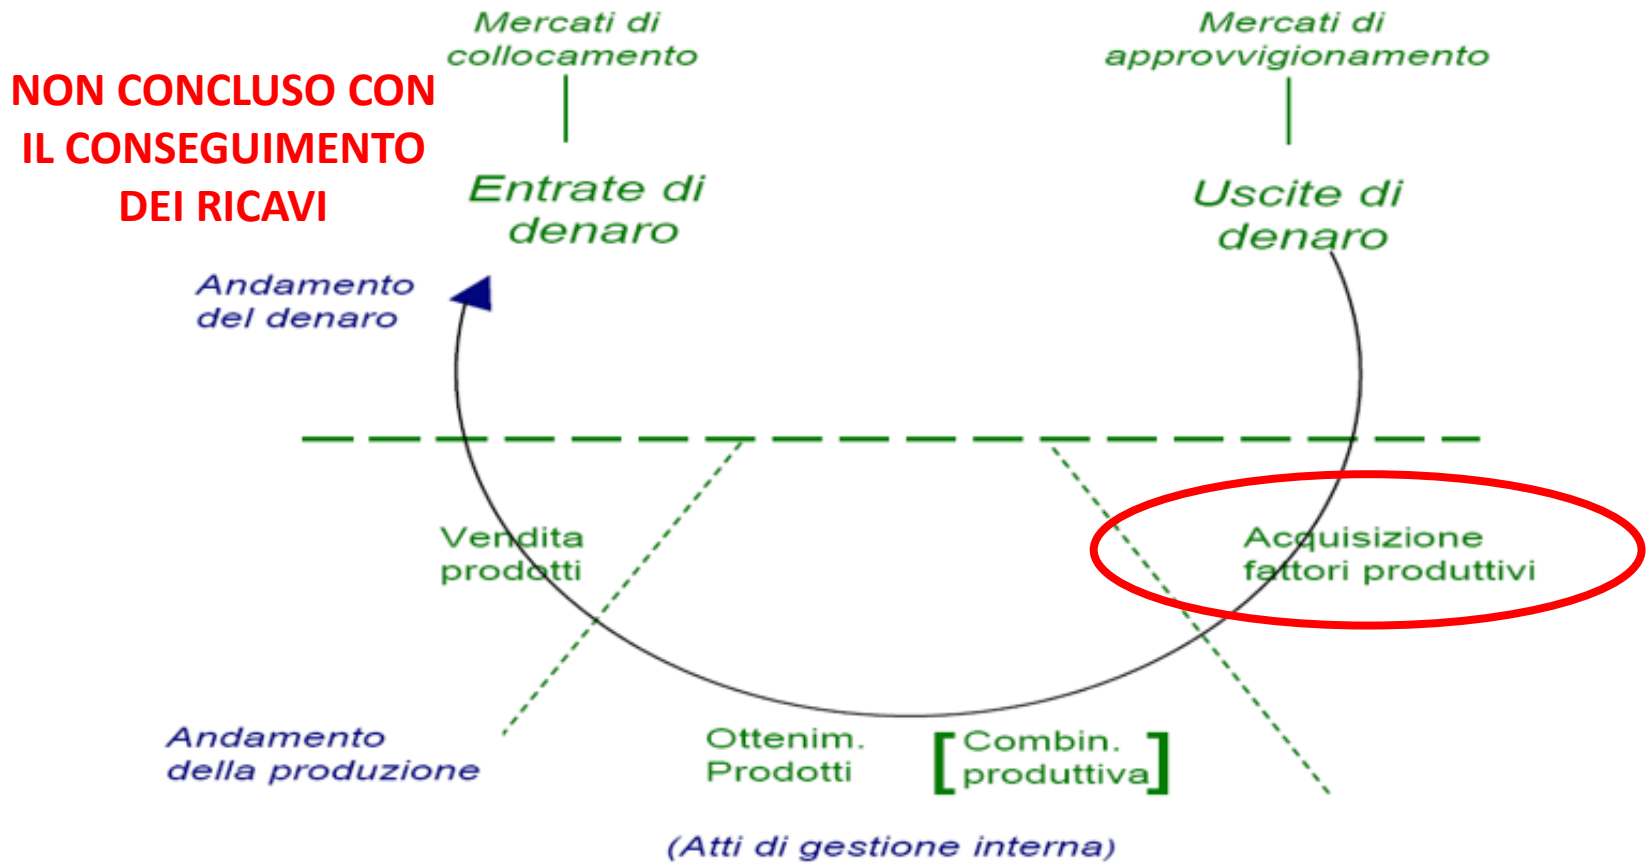 Mercati di
collocamento
Mercati di
approvvigionamento
NON CONCLUSO CON
IL CONSEGUIMENTO
DEI RICAVI
Entrate di
denaro
Uscite di
denaro
Andamento
del denaro
Vendita
prodotti
Acquisizione
fattori produttivi
Andamento
della produzione
Ottenim.
Prodotti
[Combin.
produttiva]
(Atti di gestione interna)